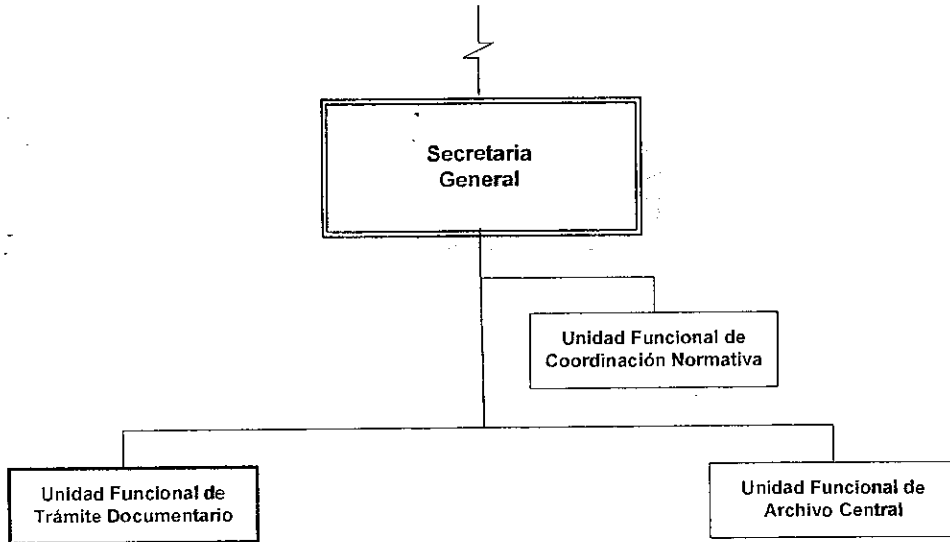 Secretaria
General
Unidad Funcional de
Coordinación Normativa
Unidad Funcional de
Trámite Documentario
Unidad Funcional de
Archivo Central